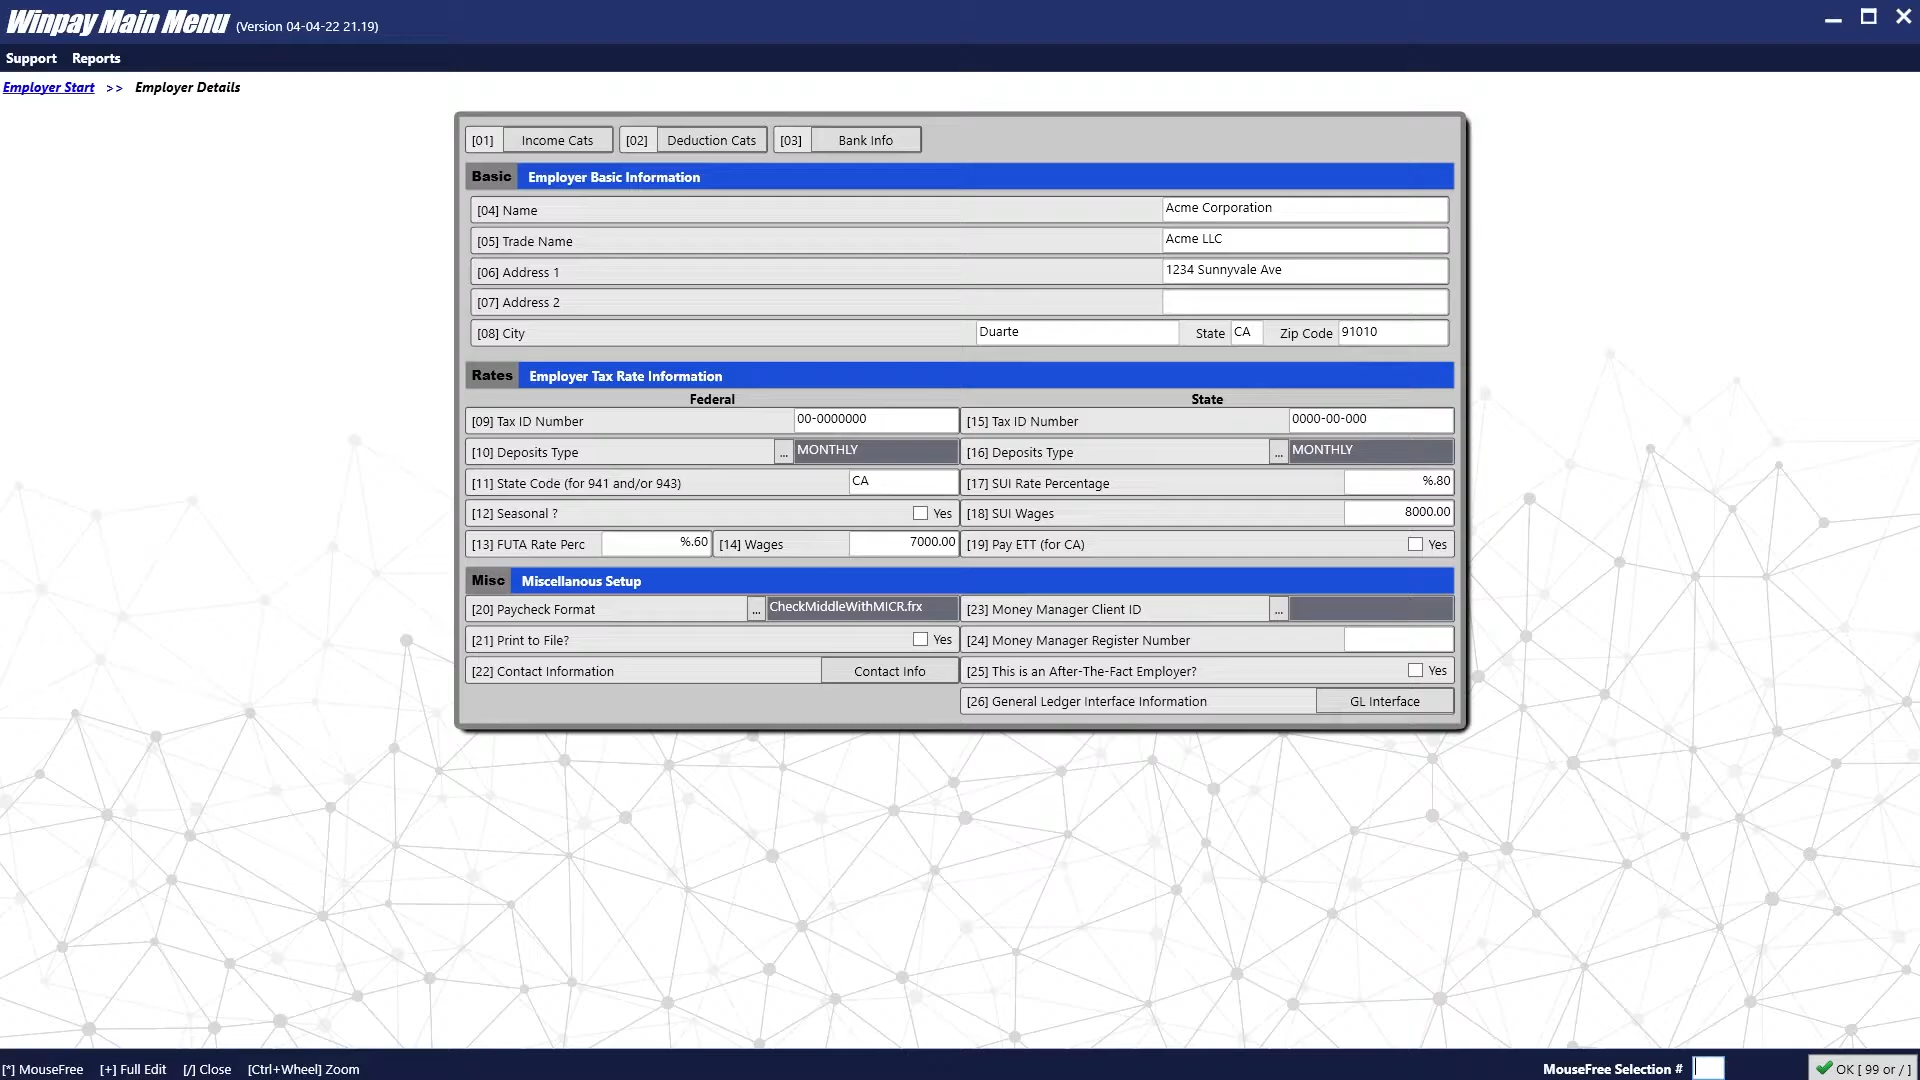 Winpay Main Menu (Version 04-04-22 21.19)
Support Reports
Employer Start >> Employer Details
[01] Income Cats [02] Deduction Cats [03] Bank Info
Basic Employer Basic Information
[04] Name Acme Corporation
[05] Trade Name Acme LLC
[06] Address 1 1234 Sunnyvale Ave
[07] Address 2
[08] City Duarte State CA Zip Code 91010
Rates Employer Tax Rate Information
Federal State
[09] Tax ID Number 00-0000000 [15] Tax ID Number 0000-00-000
[10] Deposits Type ... MONTHLY [16] Deposits Type ... MONTHLY
[11] State Code (for 941 and/or 943) CA [17] SUI Rate Percentage %.80
[12] Seasonal ? Yes [18] SUI Wages 8000.00
[13] FUTA Rate Perc %.60 [14] Wages 7000.00 [19] Pay ETT (for CA) Yes
Misc Miscellanous Setup
[20] Paycheck Format ... CheckMiddleWithMICR.frx [23] Money Manager Client ID ...
[21] Print to File? Yes [24] Money Manager Register Number
[22] Contact Information Contact Info [25] This is an After-The-Fact Employer? Yes
[26] General Ledger Interface Information GL Interface
[*] MouseFree [+] Full Edit [/] Close [Ctrl+Wheel] Zoom MouseFree Selection # OK [ 99 or / ]